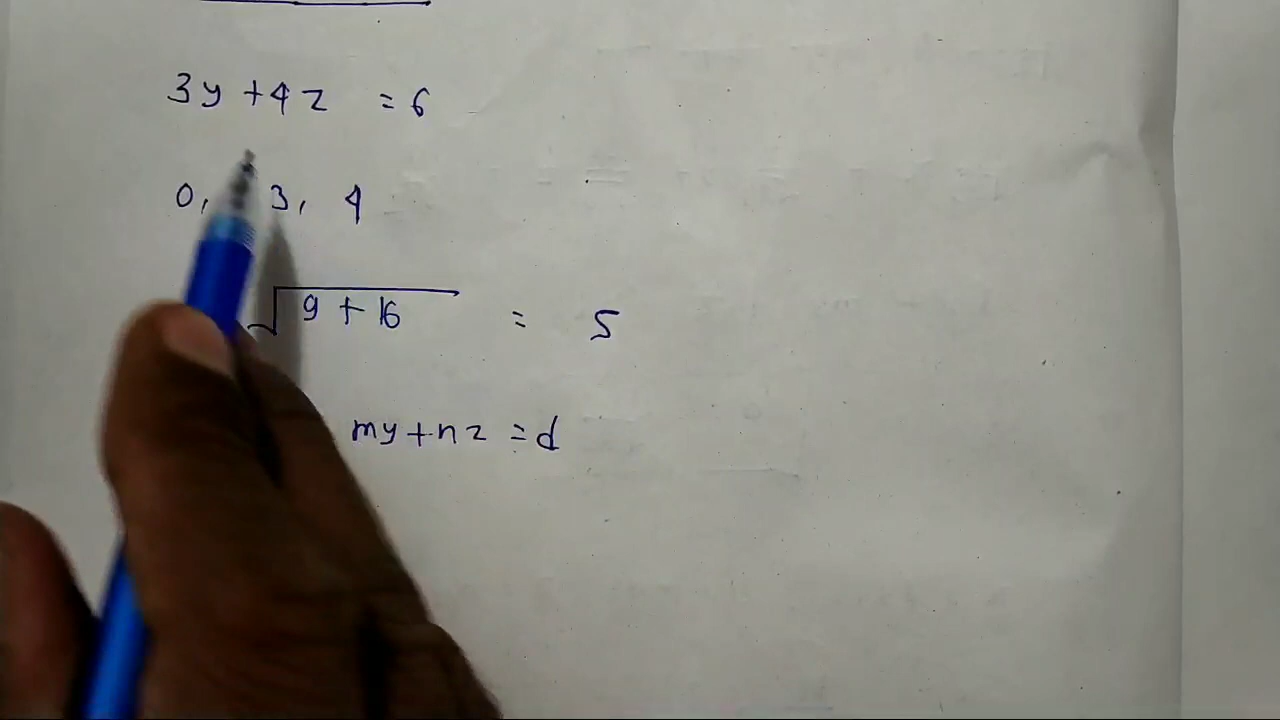 3y + 4z = 6
0, 3, 4
√9 + 16 = 5
my + nz = d